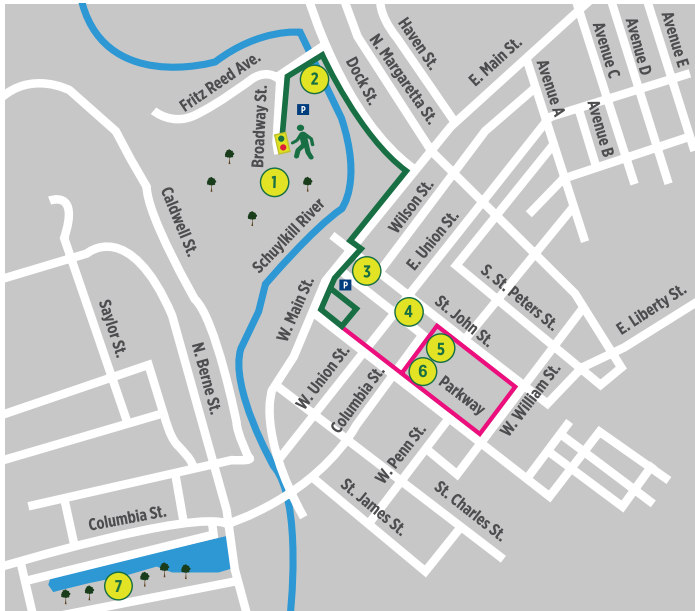 Haven St.
N. Margaretta St.
E. Main St.
Avenue C
Avenue D
Avenue E
Avenue A
Avenue B
Fritz Reed Ave.
Dock St.
2
P
Broadway St.
1
Caldwell St.
Schuylkill River
Wilson St.
E. Union St.
3
P
S. St. Peters St.
W. Main St.
4
St. John St.
E. Liberty St.
Saylor St.
5
6
Parkway
N. Berne St.
W. Union St.
Columbia St.
W. William St.
W. Penn St.
St. James St.
St. Charles St.
Columbia St.
7